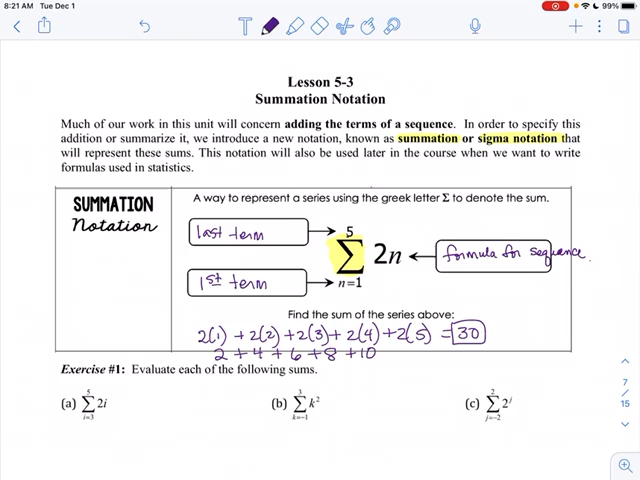 8:21 AM Tue Dec 1
99%
Lesson 5-3
Summation Notation
Much of our work in this unit will concern adding the terms of a sequence. In order to specify this
addition or summarize it, we introduce a new notation, known as summation or sigma notation that
will represent these sums. This notation will also be used later in the course when we want to write
formulas used in statistics.
SUMMATION
Notation
A way to represent a series using the greek letter Σ to denote the sum.
last term
5
Σ 2n
formula for sequence.
1st term
n=1
Find the sum of the series above:
2(1) + 2(2) + 2(3) + 2(4) + 2(5) = 30
2 + 4 + 6 + 8 + 10
Exercise #1: Evaluate each of the following sums.
(a) 5 Σ i=3 2i
(b) 3 Σ k=-1 k²
(c) 2 Σ j=-2 2^j
7
/
15